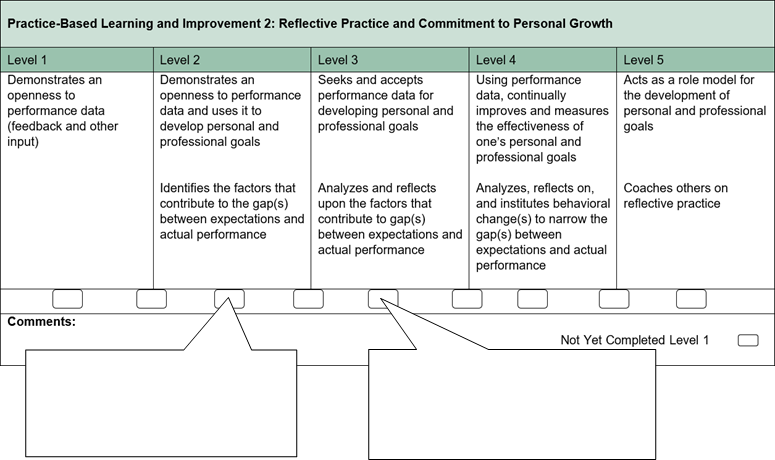 Practice-Based Learning and Improvement 2: Reflective Practice and Commitment to Personal Growth
Level 1
Level 2
Level 3
Level 4
Level 5
Demonstrates an
openness to
performance data
(feedback and other
input)
Demonstrates an
openness to performance
data and uses it to
develop personal and
professional goals
Identifies the factors that
contribute to the gap(s)
between expectations and
actual performance
Seeks and accepts
performance data for
developing personal and
professional goals
Analyzes and reflects
upon the factors that
contribute to gap(s)
between expectations and
actual performance
Using performance
data, continually
improves and measures
the effectiveness of
one's personal and
professional goals
Analyzes, reflects on,
and institutes behavioral
change(s) to narrow the
gap(s) between
expectations and actual
performance
Acts as a role model for
the development of
personal and professional
goals
Coaches others on
reflective practice
Comments:
Not Yet Completed Level 1